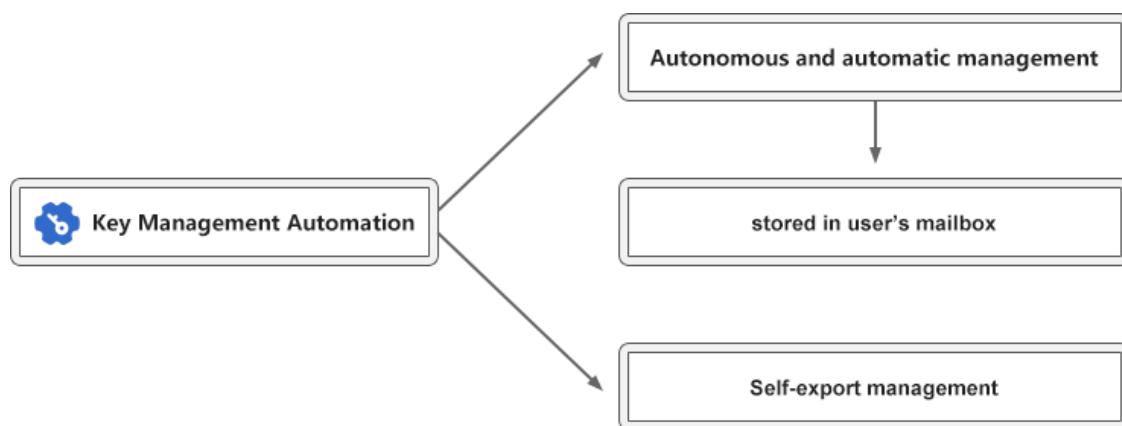 Autonomous and automatic management
Key Management Automation
stored in user's mailbox
Self-export management